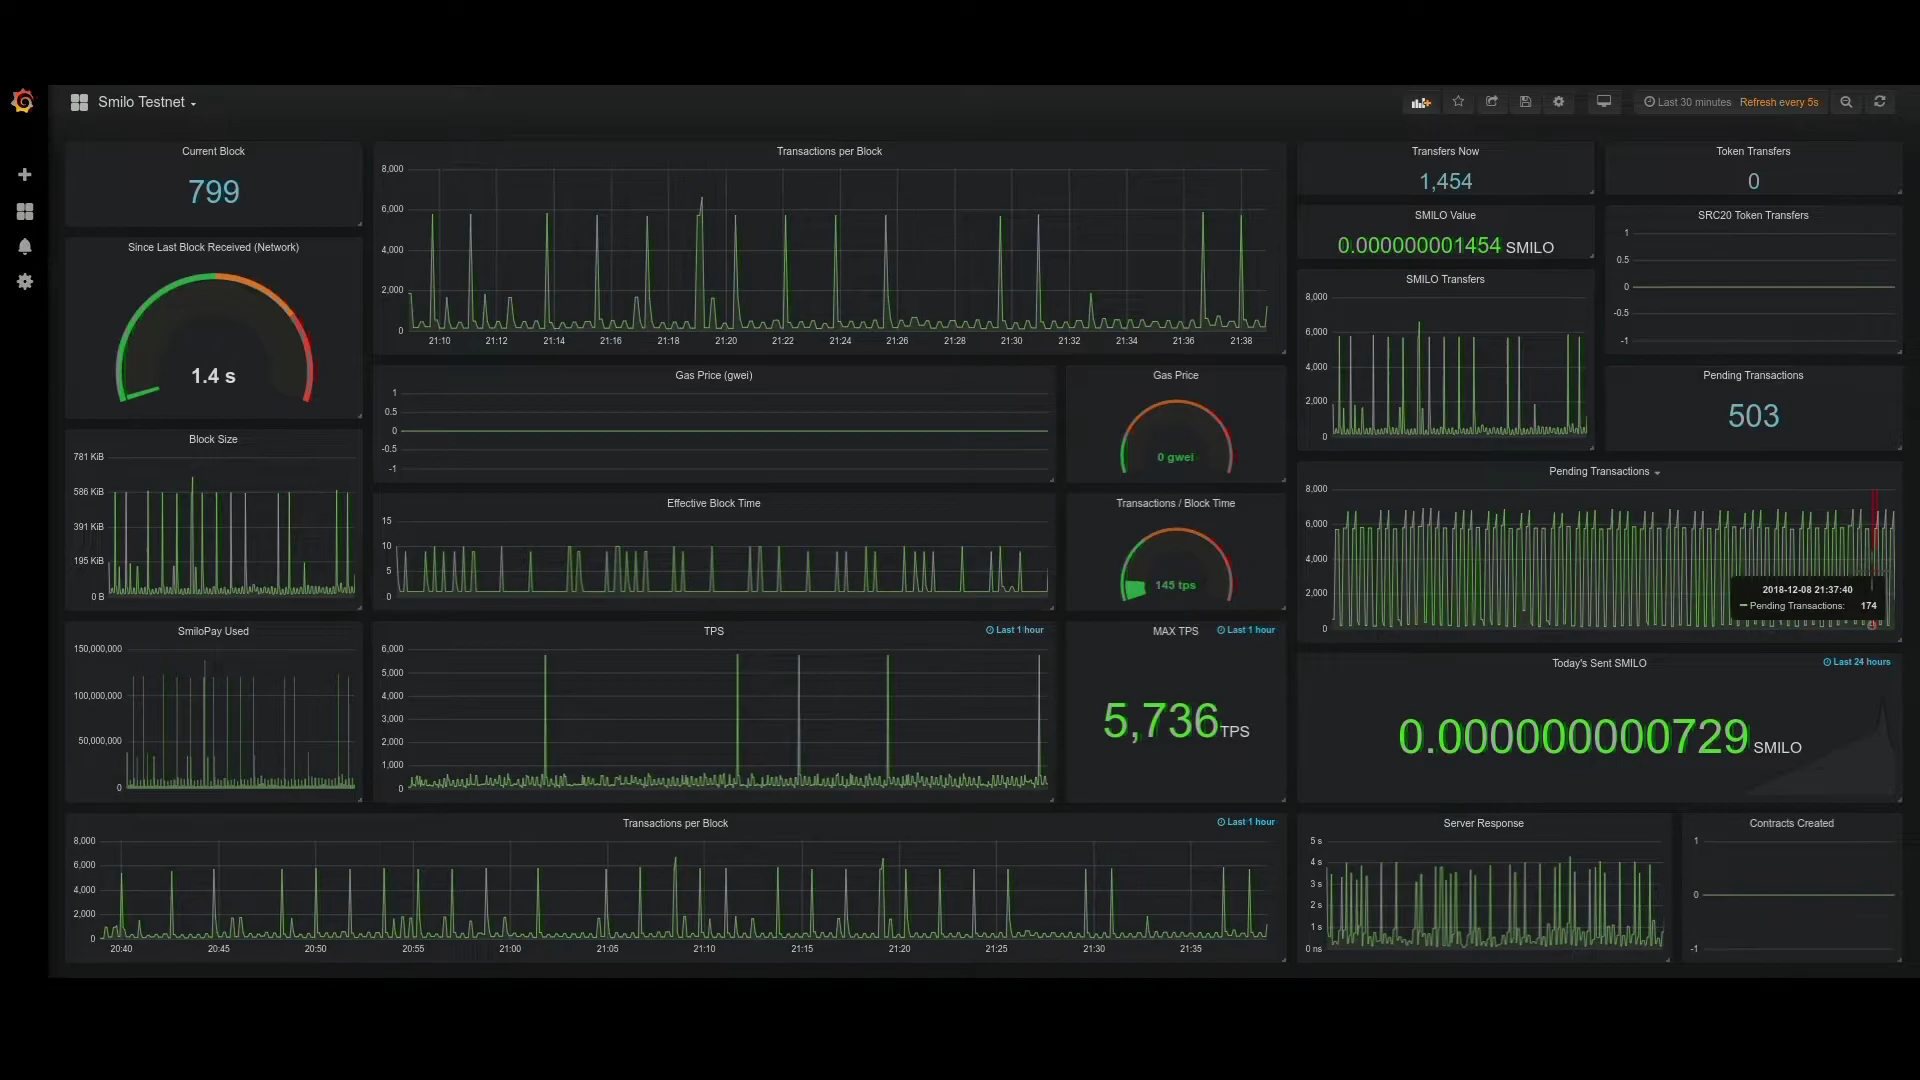 Smilo Testnet
Last 30 minutes Refresh every 5s
Current Block
799
Since Last Block Received (Network)
1.4 s
Block Size
781 KiB
586 KiB
391 KiB
195 KiB
0 B
SmiloPay Used
150,000,000
100,000,000
50,000,000
0
Transactions per Block
8,000
6,000
4,000
2,000
0
21:10 21:12 21:14 21:16 21:18 21:20 21:22 21:24 21:26 21:28 21:30 21:32 21:34 21:36 21:38
Gas Price (gwei)
1
0.5
0
-0.5
-1
Gas Price
0 gwei
Effective Block Time
15
10
5
0
Transactions / Block Time
145 tps
TPS
Last 1 hour
6,000
5,000
4,000
3,000
2,000
1,000
0
MAX TPS
Last 1 hour
5,736 TPS
Transactions per Block
Last 1 hour
8,000
6,000
4,000
2,000
0
20:40 20:45 20:50 20:55 21:00 21:05 21:10 21:15 21:20 21:25 21:30 21:35
Transfers Now
1,454
Token Transfers
0
SMILO Value
0.000000001454 SMILO
SRC20 Token Transfers
1
0.5
0
-0.5
-1
SMILO Transfers
8,000
6,000
4,000
2,000
0
Pending Transactions
503
Pending Transactions
8,000
6,000
4,000
2,000
0
2018-12-08 21:37:40
Pending Transactions: 174
Today's Sent SMILO
Last 24 hours
0.000000000729 SMILO
Server Response
5 s
4 s
3 s
2 s
1 s
0 ns
Contracts Created
1
0
-1